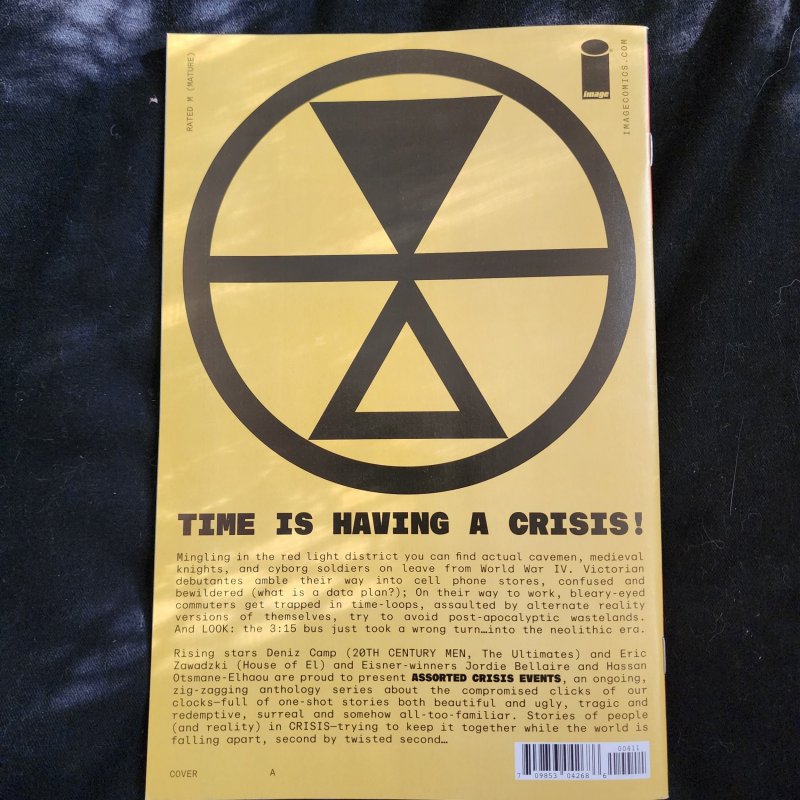 RATED M (MATURE)
image
IMAGECOMICS.COM
TIME IS HAVING A CRISIS!
Mingling in the red light district you can find actual cavemen, medieval
knights, and cyborg soldiers on leave from World War IV. Victorian
debutantes amble their way into cell phone stores, confused and
bewildered (what is a data plan?); On their way to work, bleary-eyed
commuters get trapped in time-loops, assaulted by alternate reality
versions of themselves, try to avoid post-apocalyptic wastelands.
And LOOK: the 3:15 bus just took a wrong turn…into the neolithic era.
Rising stars Deniz Camp (20TH CENTURY MEN, The Ultimates) and Eric
Zawadzki (House of El) and Eisner-winners Jordie Bellaire and Hassan
Otsmane-Elhaou are proud to present ASSORTED CRISIS EVENTS, an ongoing,
zig-zagging anthology series about the compromised clicks of our
clocks—full of one-shot stories both beautiful and ugly, tragic and
redemptive, surreal and somehow all-too-familiar. Stories of people
(and reality) in CRISIS—trying to keep it together while the world is
falling apart, second by twisted second…
00411
7 09853 04268 6
COVER A